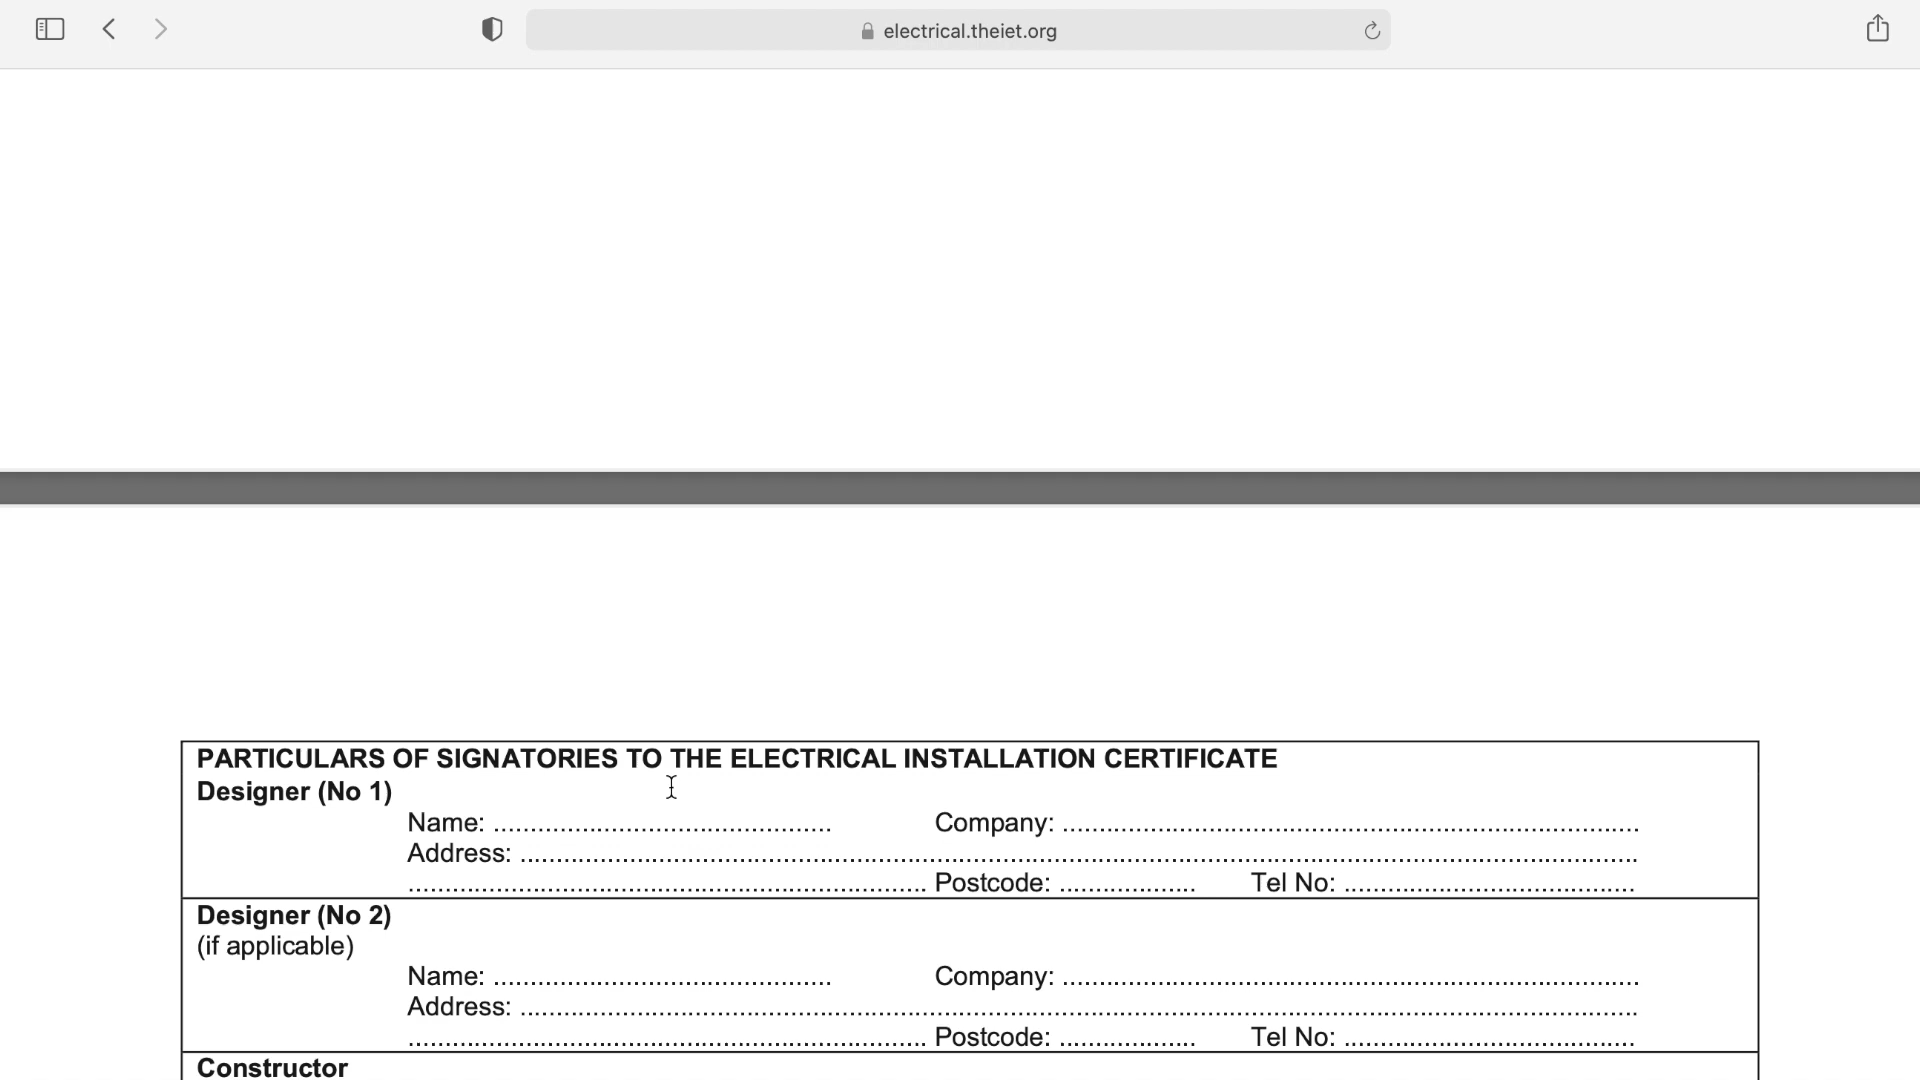 electrical.theiet.org
PARTICULARS OF SIGNATORIES TO THE ELECTRICAL INSTALLATION CERTIFICATE
Designer (No 1)
Name: .............................................. Company: ...............................................................................
Address: .........................................................................................................................................................
....................................................................... Postcode: ................... Tel No: ........................................
Designer (No 2)
(if applicable)
Name: .............................................. Company: ...............................................................................
Address: .........................................................................................................................................................
....................................................................... Postcode: ................... Tel No: ........................................
Constructor